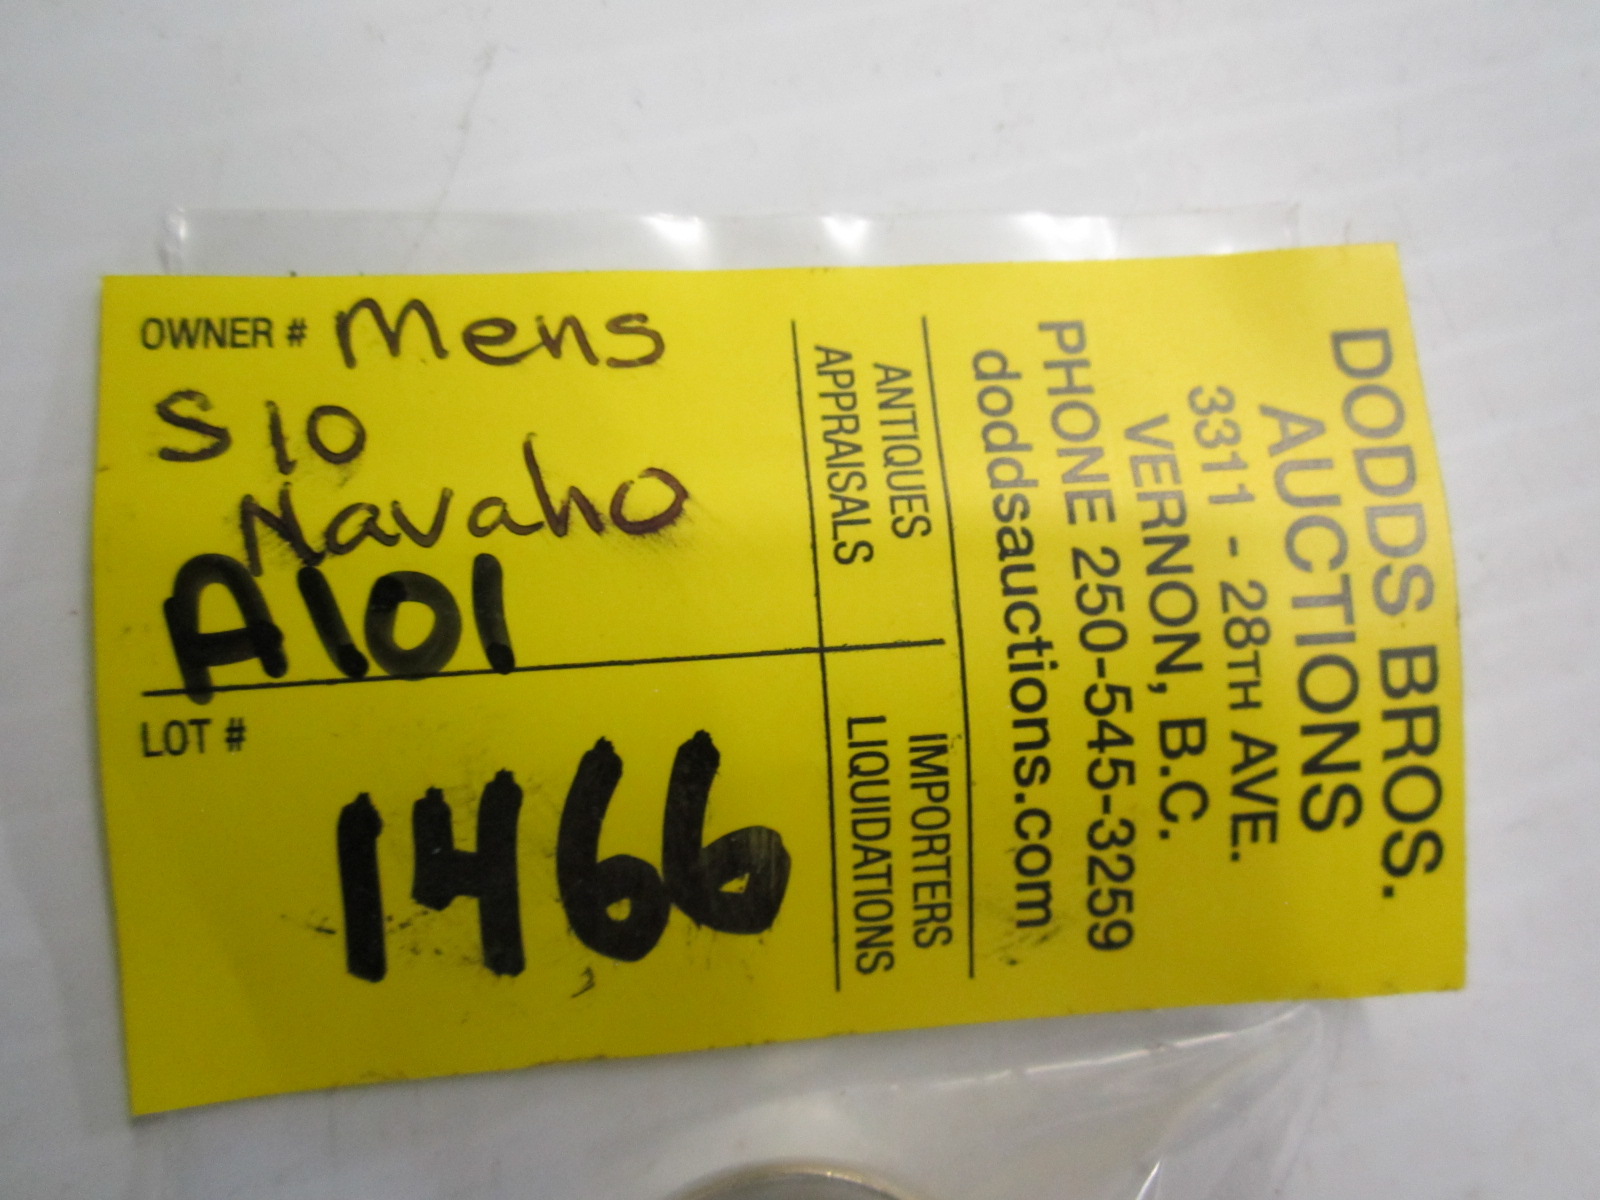 DODDS BROS.
AUCTIONS
3311 - 28TH AVE.
VERNON, B.C.
PHONE 250-545-3259
doddsauctions.com
ANTIQUES IMPORTERS
APPRAISALS LIQUIDATIONS
OWNER # Mens
S 10
Navaho
A101
LOT #
1466